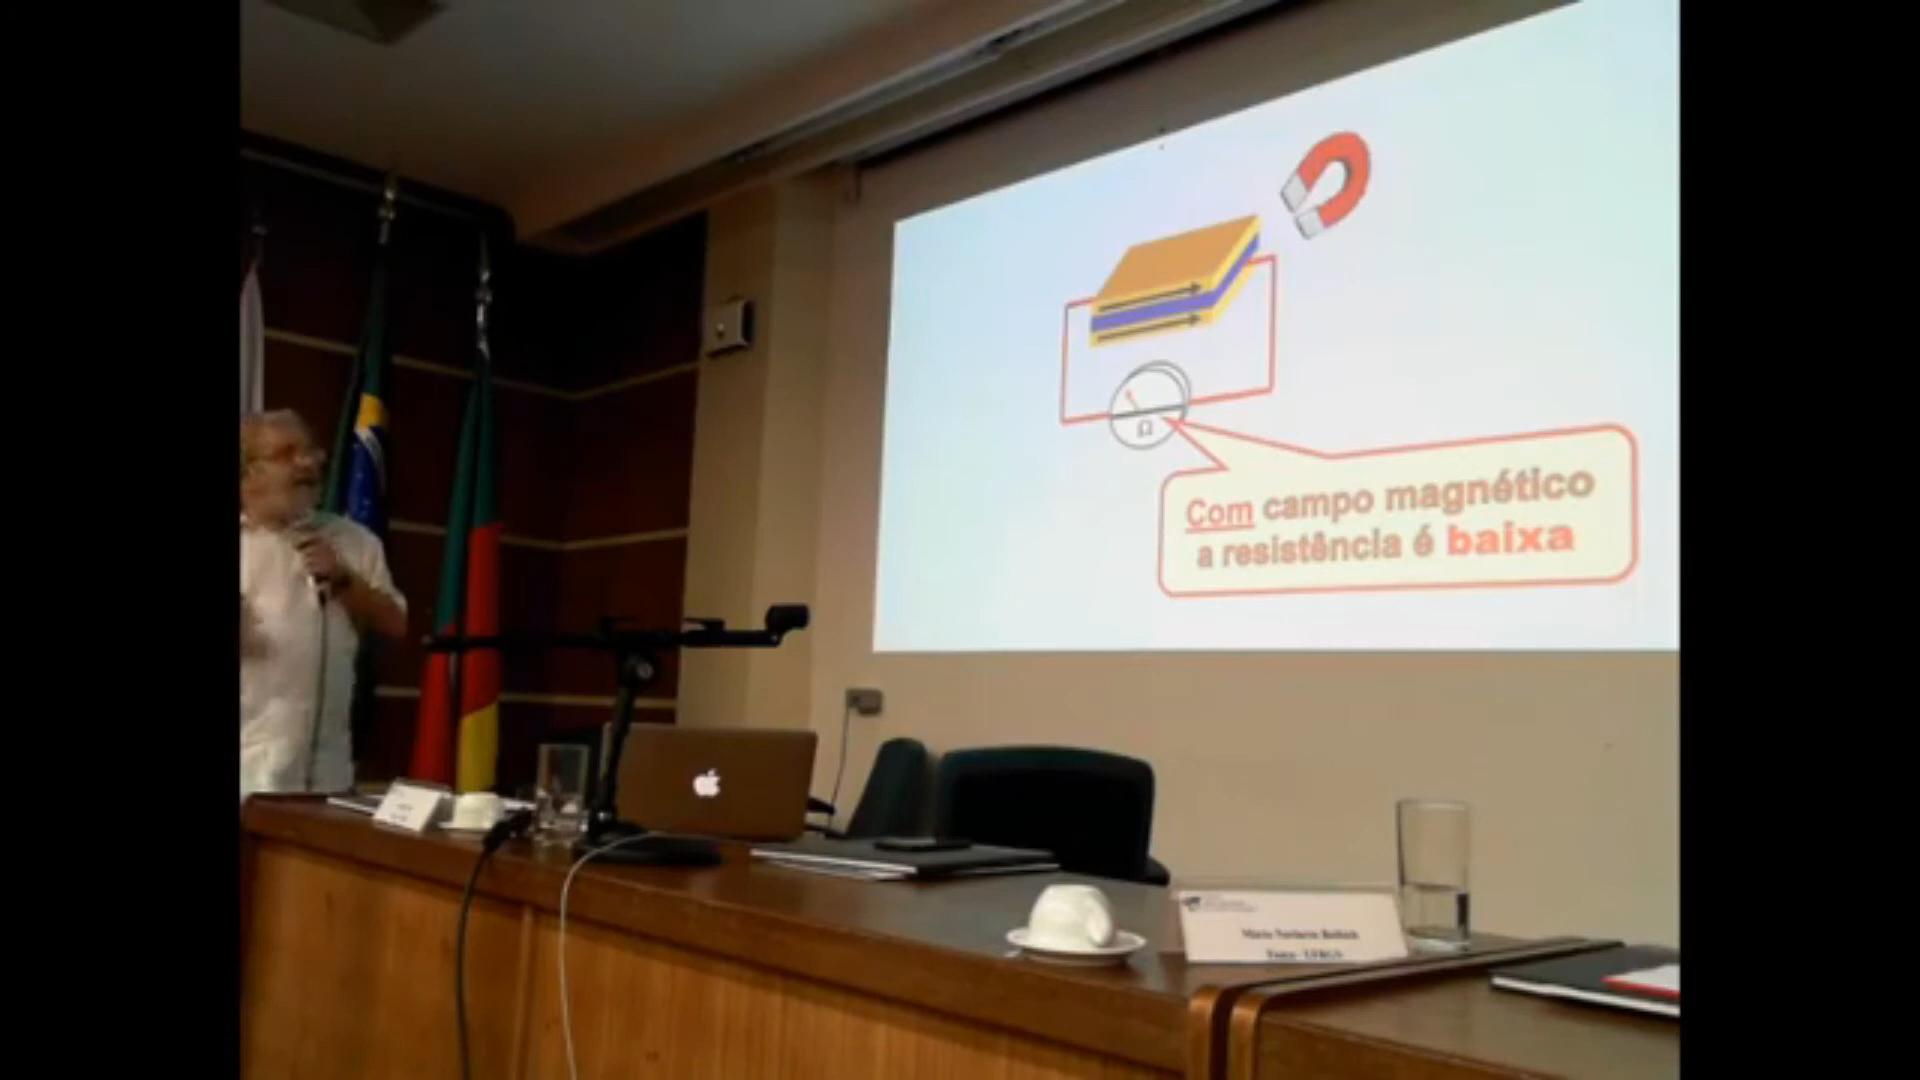 Ω
Com campo magnético
a resistência é baixa